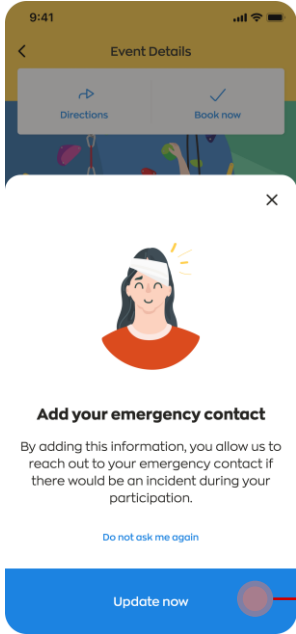 9:41
Event Details
Directions
Book now
Add your emergency contact
By adding this information, you allow us to
reach out to your emergency contact if
there would be an incident during your
participation.
Do not ask me again
Update now